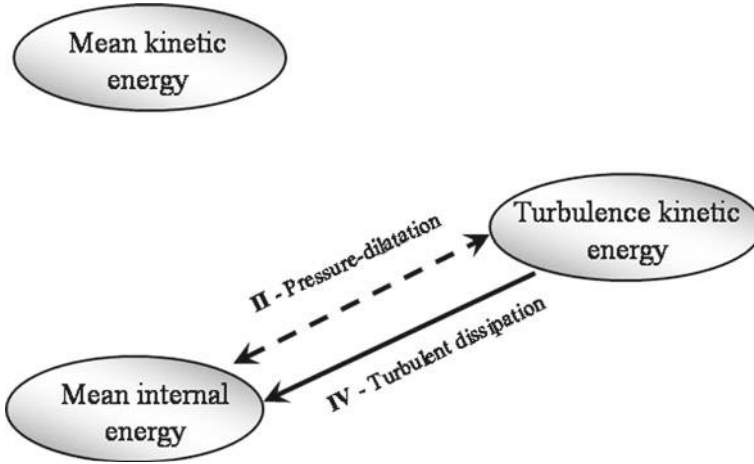 Mean kinetic
energy
Turbulence kinetic
energy
II - Pressure-dilatation
IV - Turbulent dissipation
Mean internal
energy